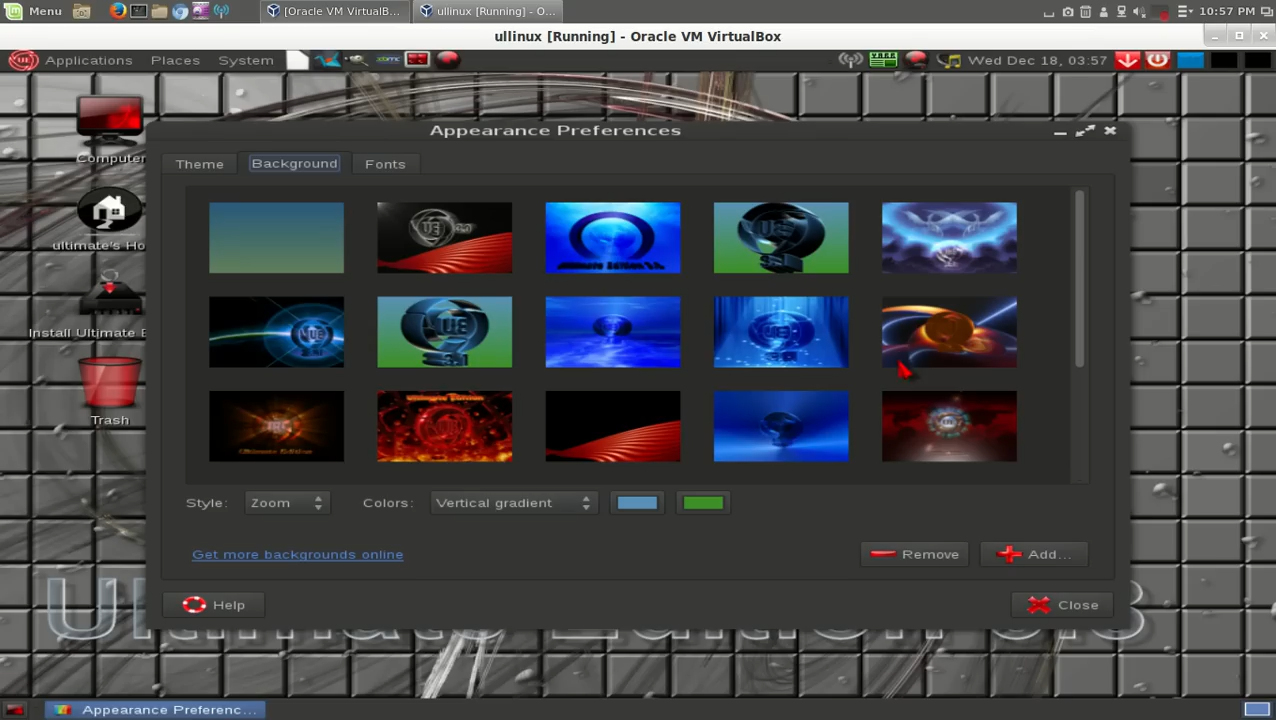 Menu
[Oracle VM VirtualB...
ullinux [Running] - O...
10:57 PM
ullinux [Running] - Oracle VM VirtualBox
Applications Places System
xbmc
Wed Dec 18, 03:57
Appearance Preferences
Computer
ultimate's Ho
Install Ultimate E
Trash
Theme Background Fonts
Style: Zoom Colors: Vertical gradient
Get more backgrounds online
Remove Add...
Help Close
Appearance Preferenc...